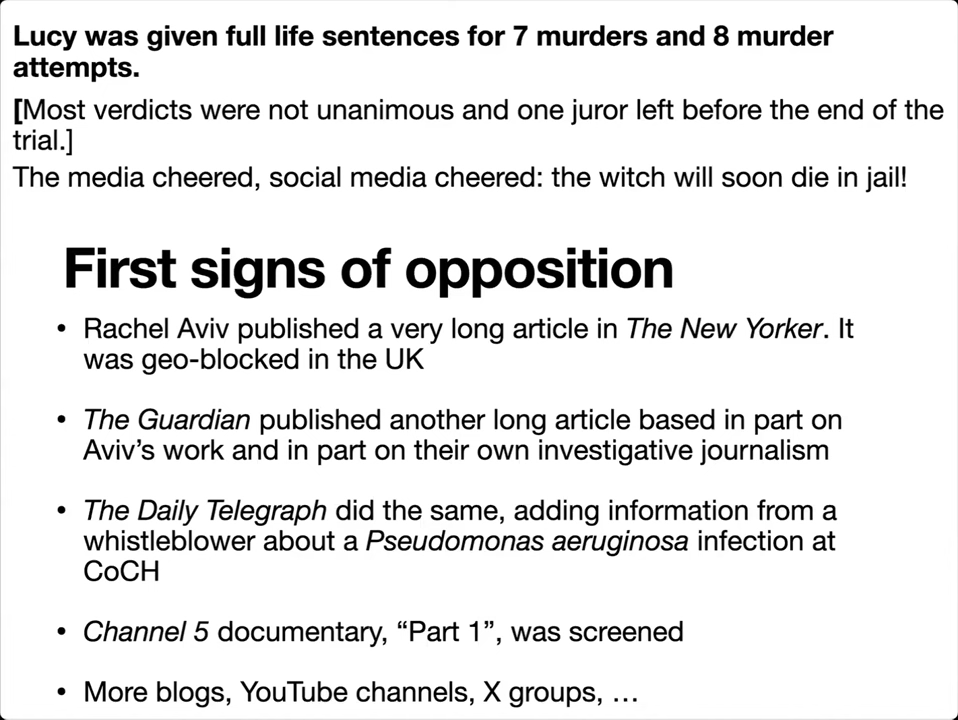 Lucy was given full life sentences for 7 murders and 8 murder
attempts.
[Most verdicts were not unanimous and one juror left before the end of the
trial.]
The media cheered, social media cheered: the witch will soon die in jail!
First signs of opposition
• Rachel Aviv published a very long article in The New Yorker. It
was geo-blocked in the UK
• The Guardian published another long article based in part on
Aviv’s work and in part on their own investigative journalism
• The Daily Telegraph did the same, adding information from a
whistleblower about a Pseudomonas aeruginosa infection at
CoCH
• Channel 5 documentary, “Part 1”, was screened
• More blogs, YouTube channels, X groups, …